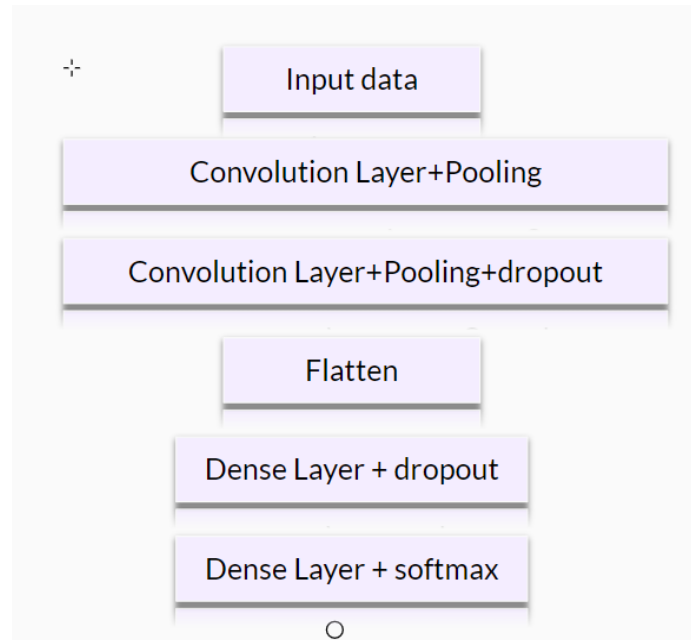 Input data
Convolution Layer+Pooling
Convolution Layer+Pooling+dropout
Flatten
Dense Layer + dropout
Dense Layer + softmax